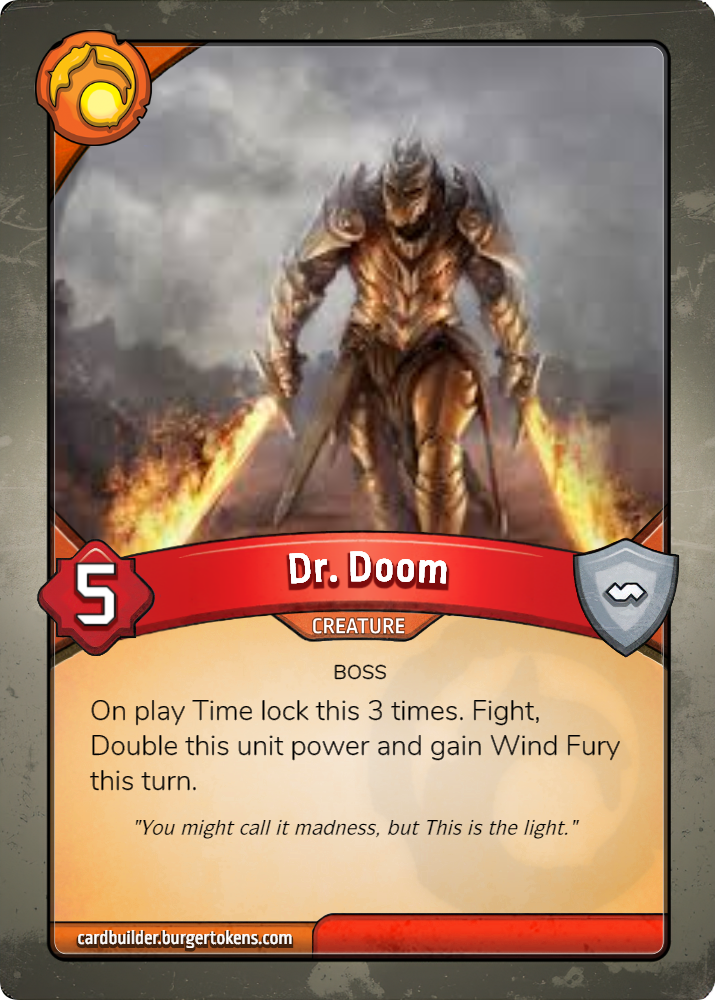 Dr. Doom
5
CREATURE
BOSS
On play Time lock this 3 times. Fight,
Double this unit power and gain Wind Fury
this turn.
"You might call it madness, but This is the light."
cardbuilder.burgertokens.com